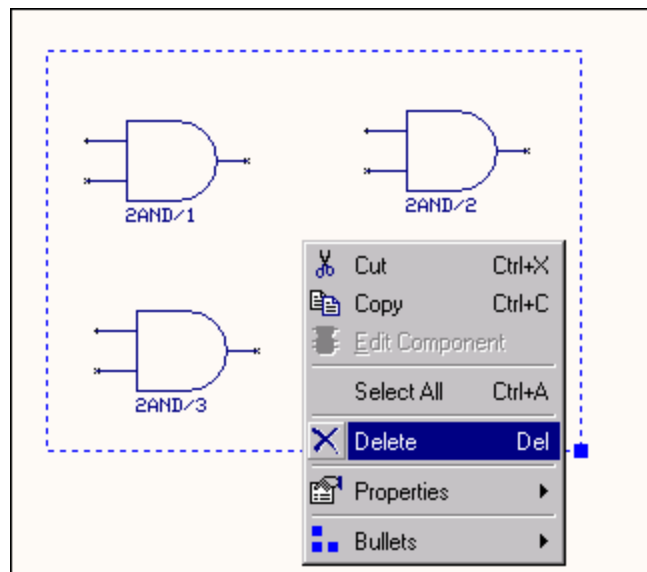 2AND/1
2AND/2
2AND/3
Cut Ctrl+X
Copy Ctrl+C
Edit Component
Select All Ctrl+A
Delete Del
Properties
Bullets